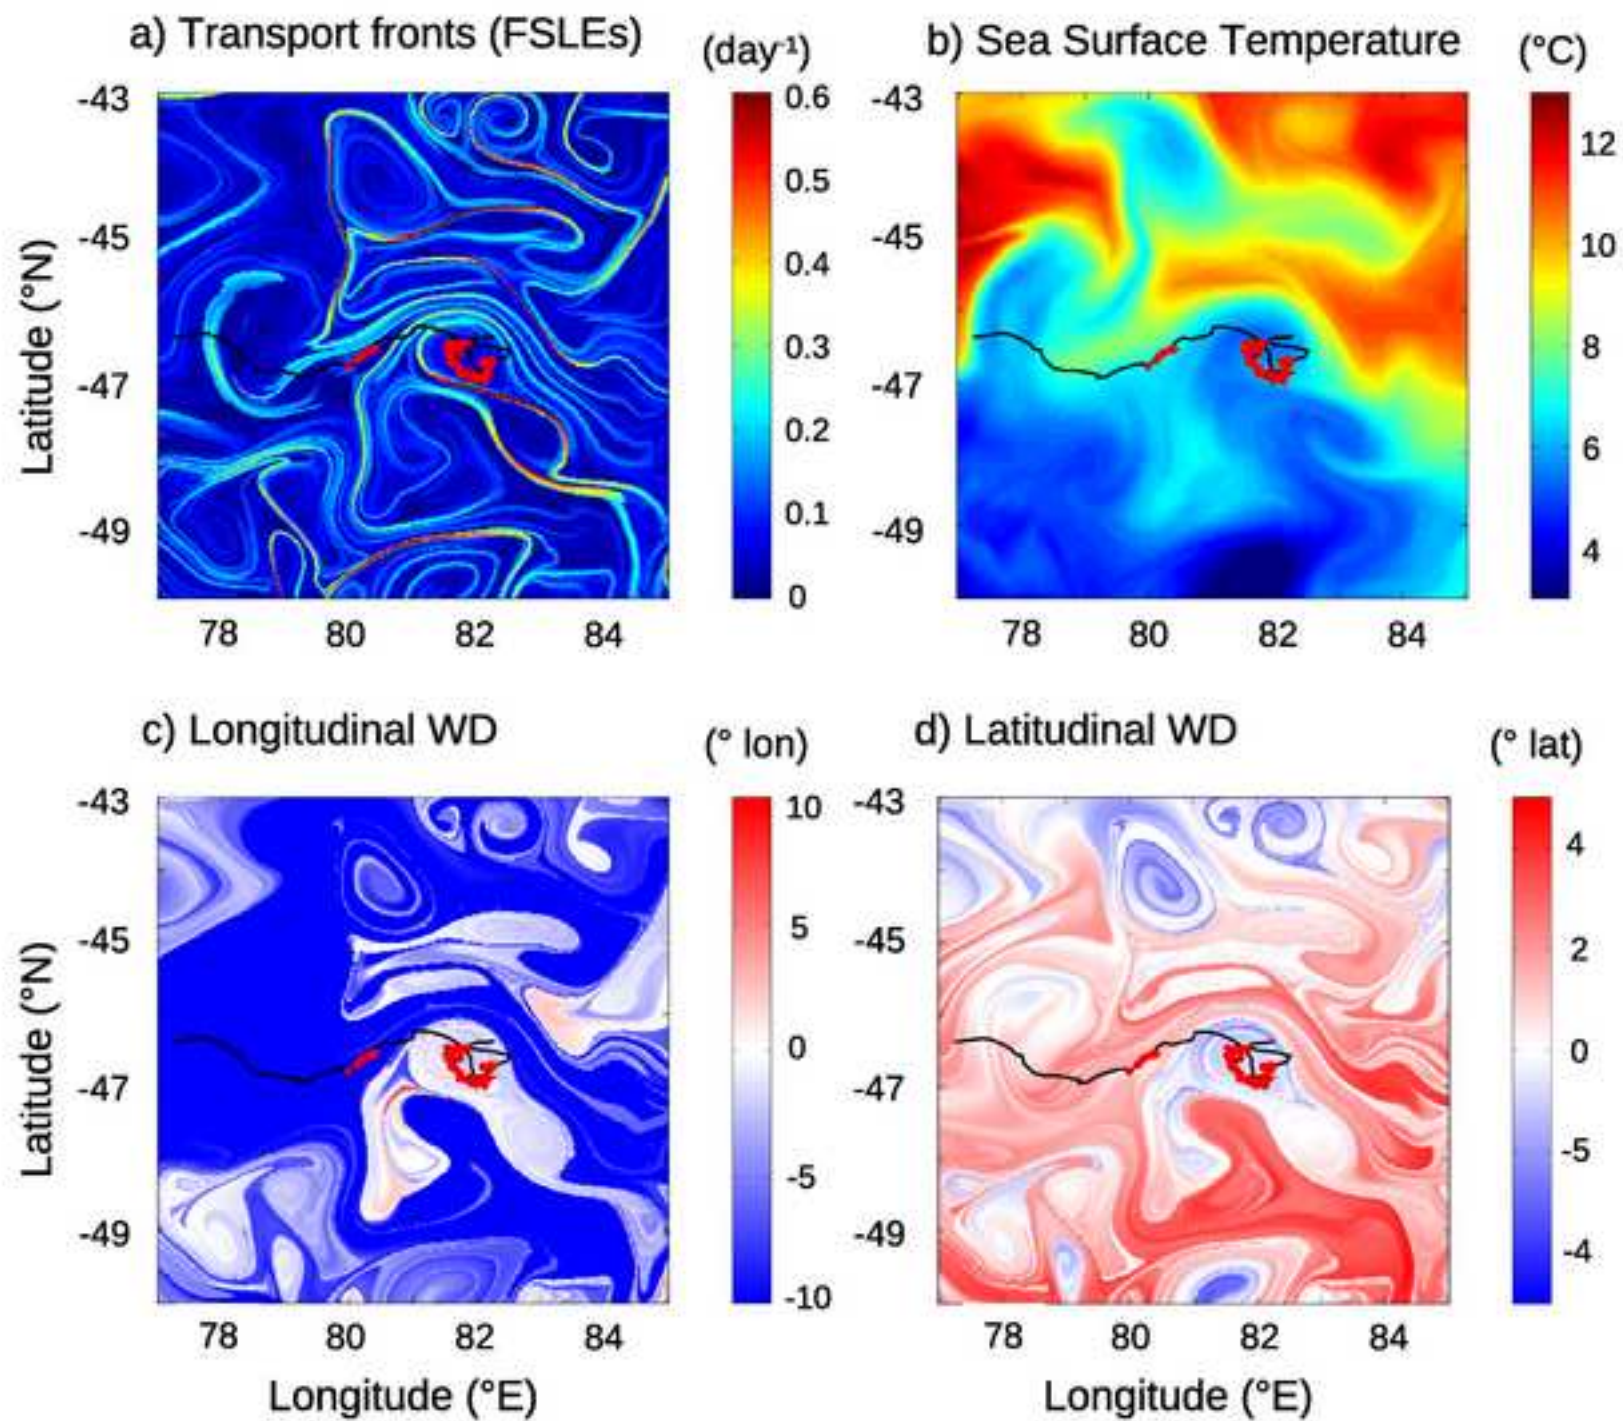 a) Transport fronts (FSLEs)
(day⁻¹)
b) Sea Surface Temperature
(°C)
-43
-45
-47
-49
Latitude (°N)
78 80 82 84
0.6
0.5
0.4
0.3
0.2
0.1
0
-43
-45
-47
-49
78 80 82 84
12
10
8
6
4
c) Longitudinal WD
(° lon)
d) Latitudinal WD
(° lat)
-43
-45
-47
-49
Latitude (°N)
78 80 82 84
Longitude (°E)
10
5
0
-5
-10
-43
-45
-47
-49
78 80 82 84
Longitude (°E)
4
2
0
-5
-4